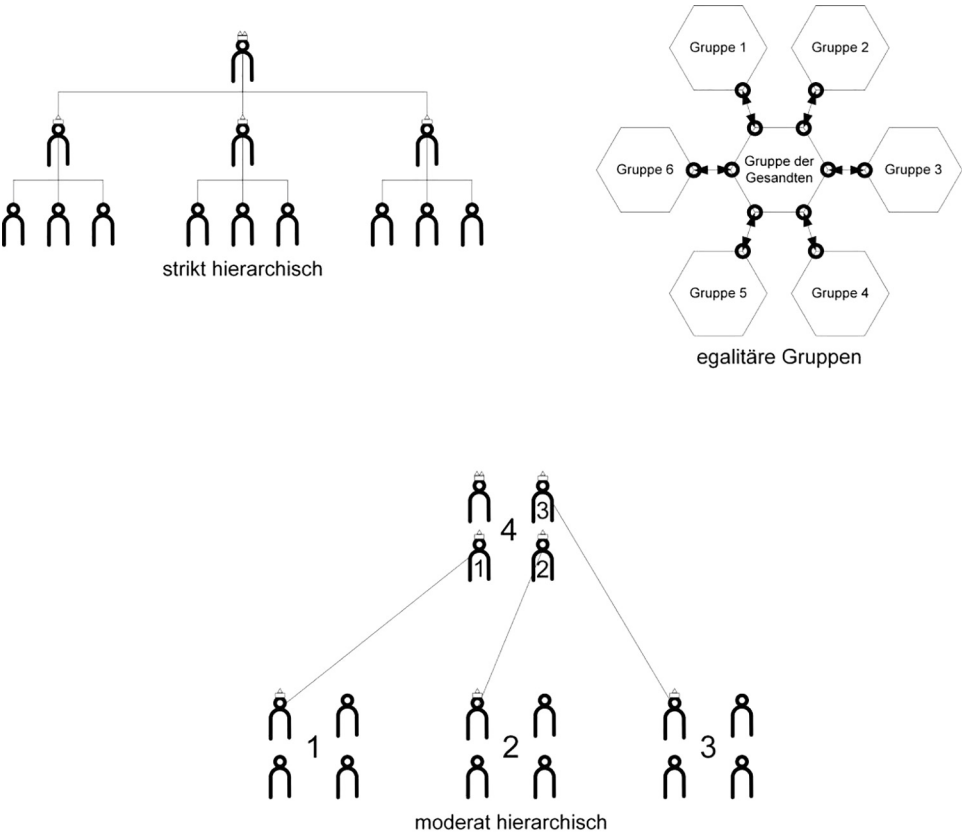 Gruppe 1
Gruppe 2
Gruppe 6
Gruppe der
Gesandten
Gruppe 3
strikt hierarchisch
Gruppe 5
Gruppe 4
egalitäre Gruppen
3
4
1
2
1
2
3
moderat hierarchisch